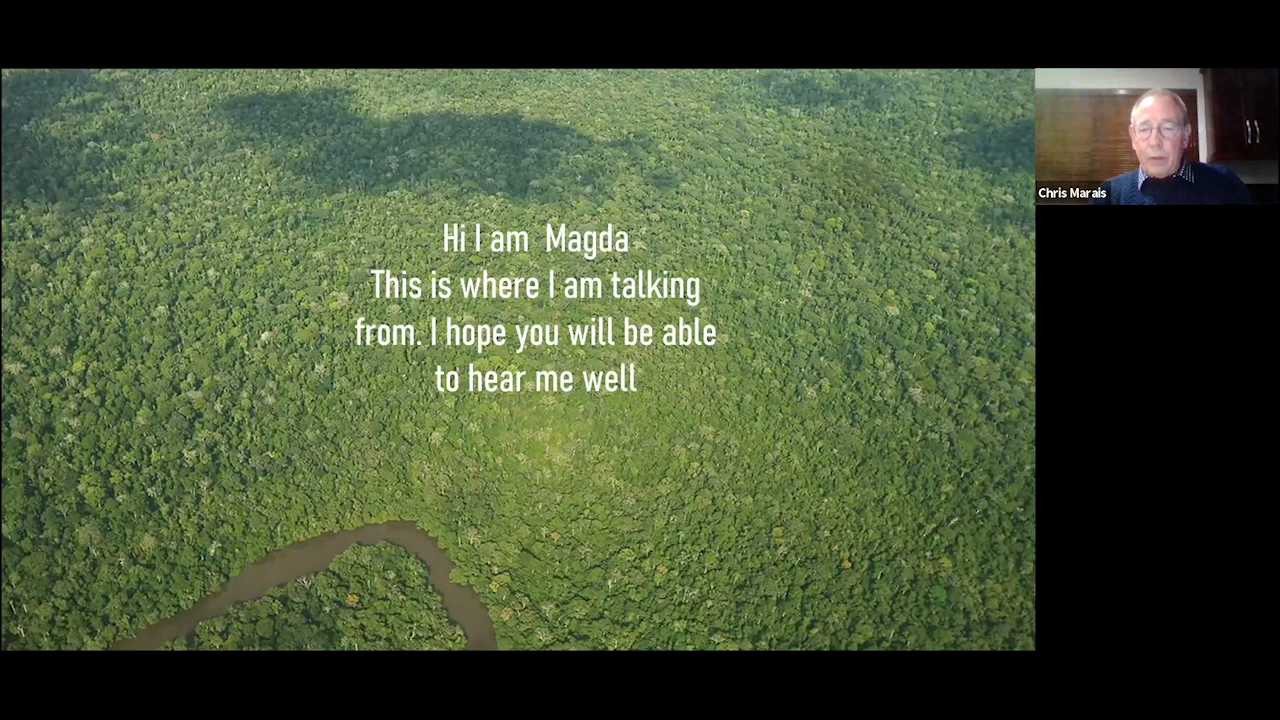 Hi I am  Magda
This is where I am talking
from. I hope you will be able
to hear me well
Chris Marais